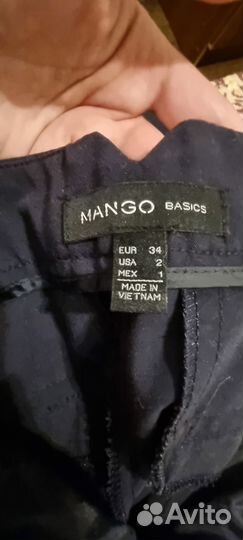 MANGO BASICS
EUR 34
USA 2
MEX 1
MADE IN
VIETNAM
Avito